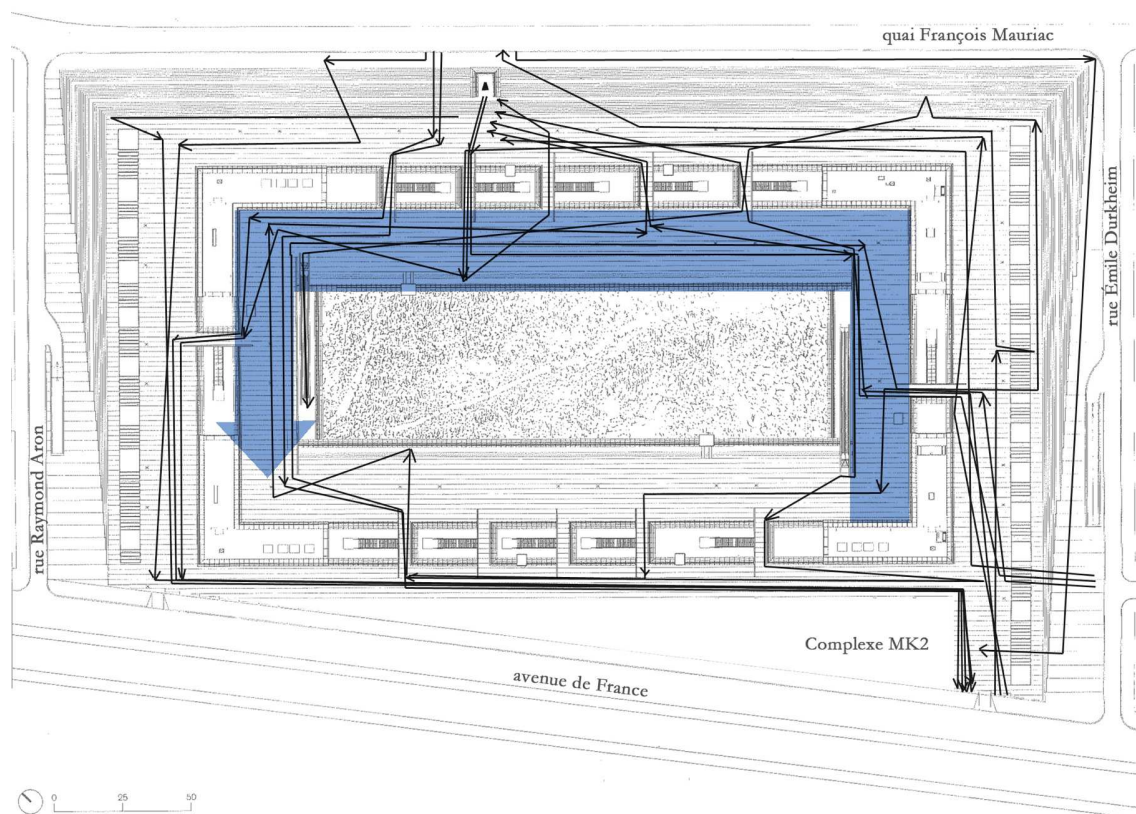 quai François Mauriac
rue Émile Durkheim
rue Raymond Aron
Complexe MK2
avenue de France
0 25 50